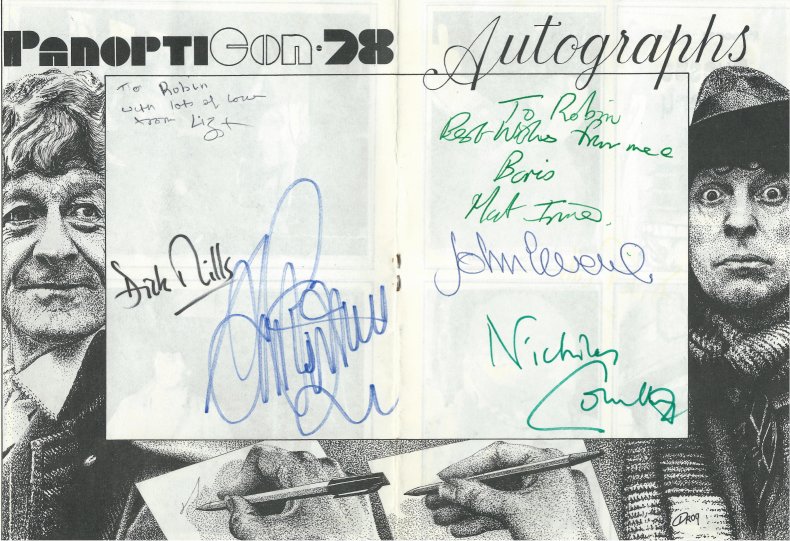 PANOPTICON·78
Autographs
To Robin
with lots of love
from Liz x
To Robin
Best Wishes from me
Boris
Mat Irvine.
Dick Mills
John Leeson
Nicholas
Courtney